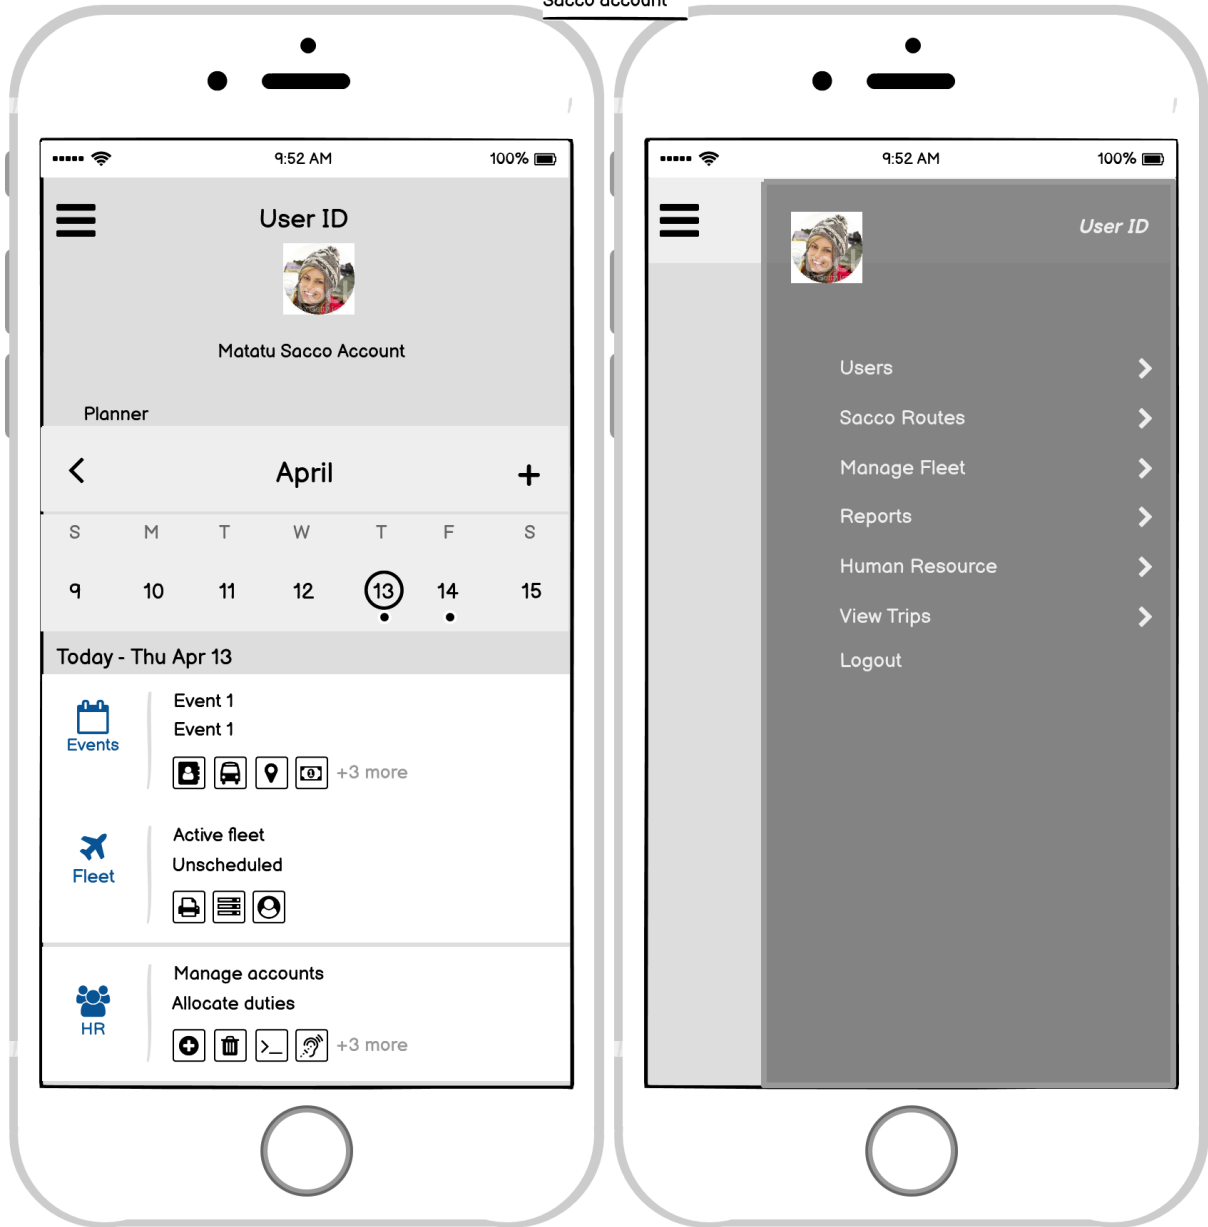 Sacco account
9:52 AM 100%
User ID
Matatu Sacco Account
Planner
April
S M T W T F S
9 10 11 12 13 14 15
Today - Thu Apr 13
Events
Event 1
Event 1
+3 more
Fleet
Active fleet
Unscheduled
HR
Manage accounts
Allocate duties
+3 more
9:52 AM 100%
User ID
Users
Sacco Routes
Manage Fleet
Reports
Human Resource
View Trips
Logout